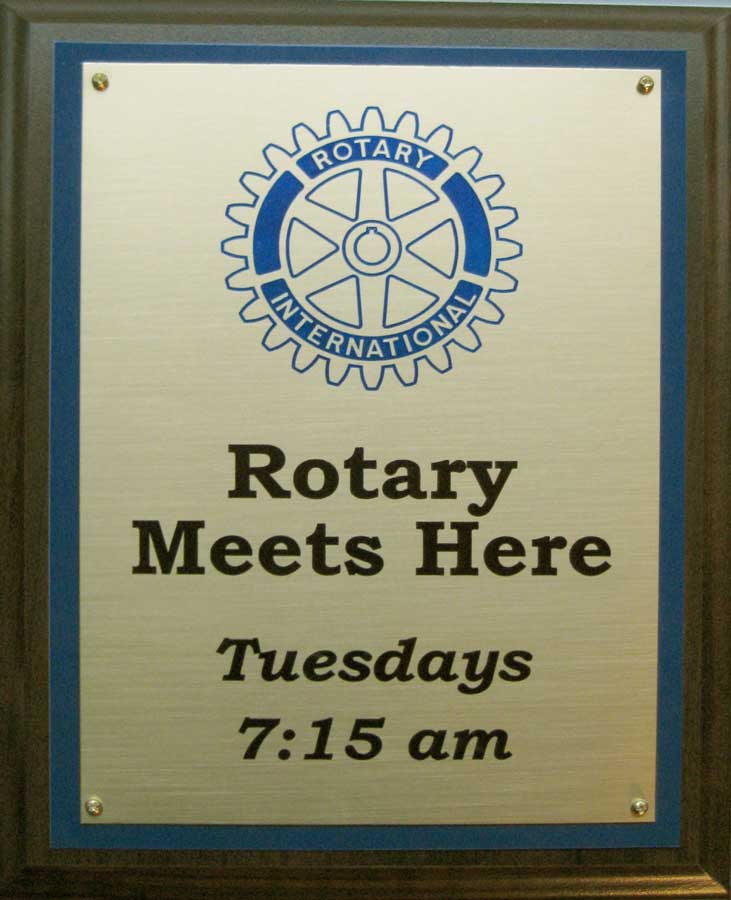 ROTARY
INTERNATIONAL
Rotary
Meets Here
Tuesdays
7:15 am